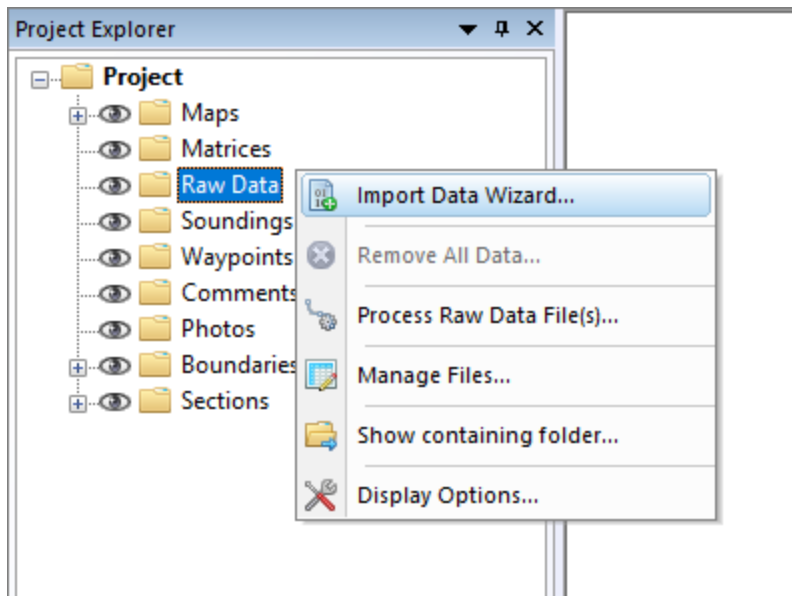 Project Explorer
Project
Maps
Matrices
Raw Data
Import Data Wizard...
Soundings
Remove All Data...
Waypoints
Comments
Process Raw Data File(s)...
Photos
Boundaries
Manage Files...
Sections
Show containing folder...
Display Options...